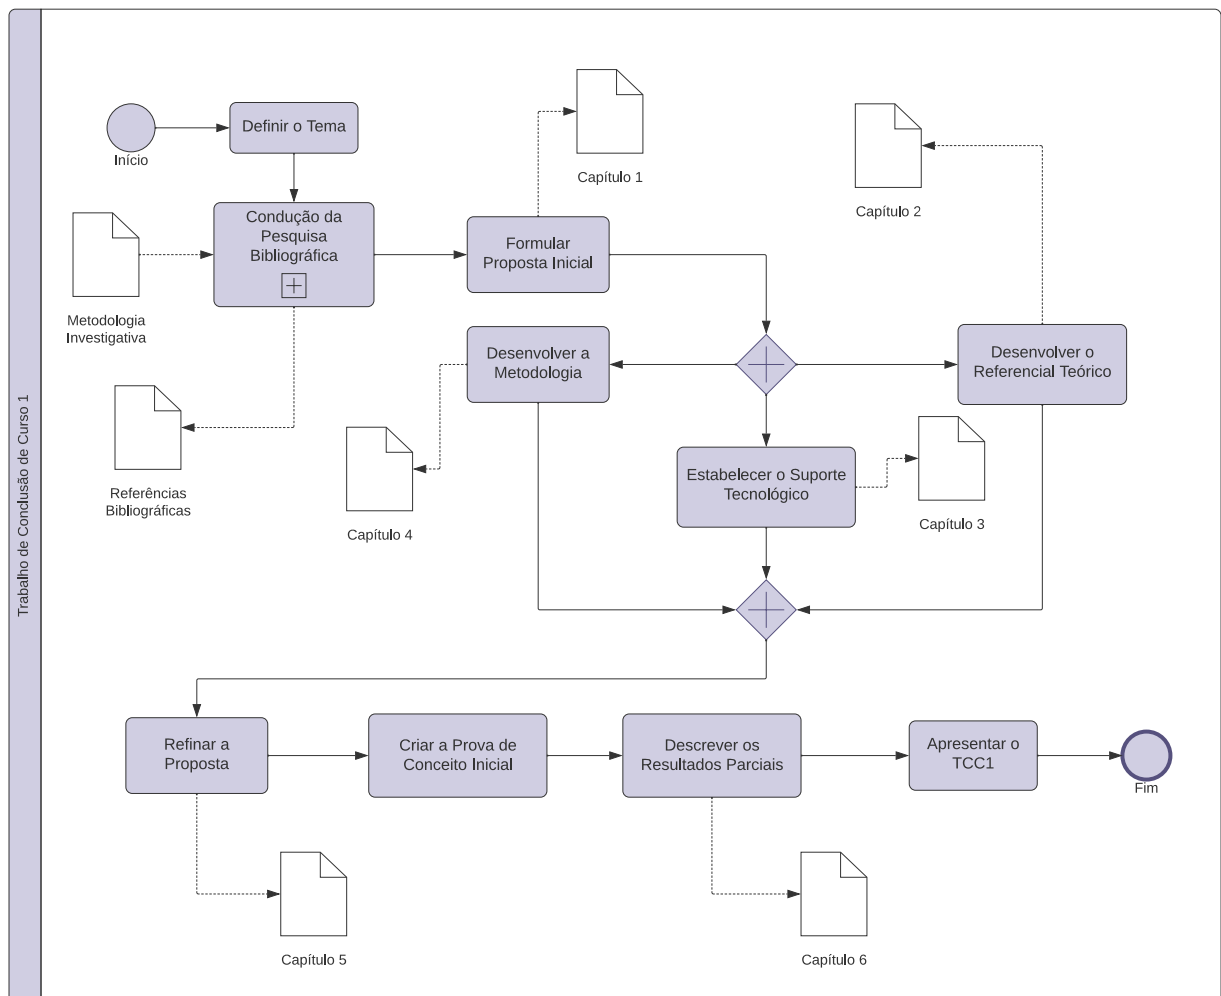 Trabalho de Conclusão de Curso 1
Início
Definir o Tema
Capítulo 1
Capítulo 2
Condução da
Pesquisa
Bibliográfica
Formular
Proposta Inicial
Metodologia
Investigativa
Desenvolver a
Metodologia
Desenvolver o
Referencial Teórico
Referências
Bibliográficas
Capítulo 4
Estabelecer o Suporte
Tecnológico
Capítulo 3
Refinar a
Proposta
Criar a Prova de
Conceito Inicial
Descrever os
Resultados Parciais
Apresentar o
TCC1
Fim
Capítulo 5
Capítulo 6